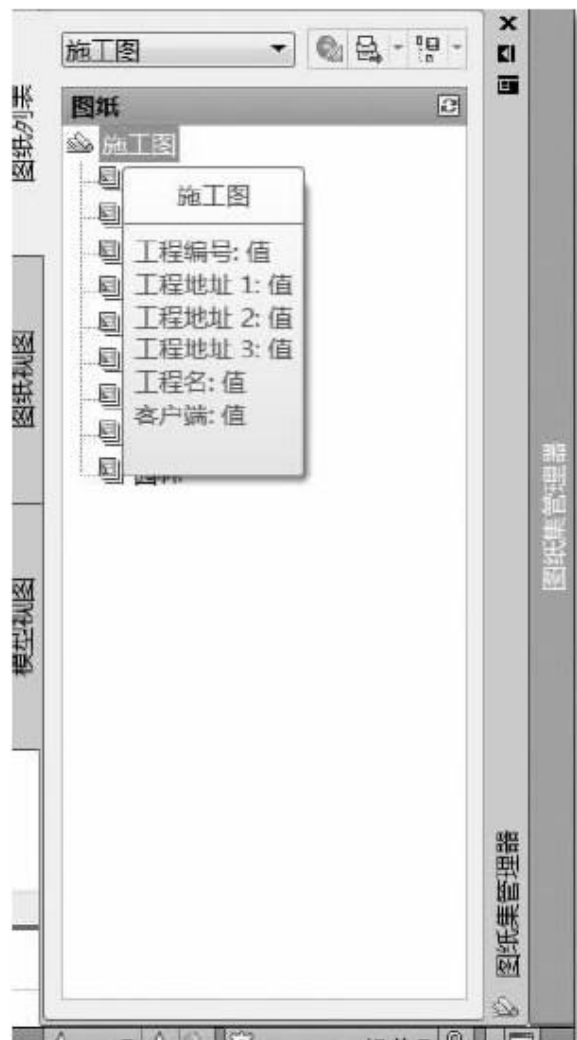 施工图
图纸
施工图
施工图
工程编号: 值
工程地址 1: 值
工程地址 2: 值
工程地址 3: 值
工程名: 值
客户端: 值
图纸列表
图纸视图
模型视图
图纸集管理器
图纸集管理器